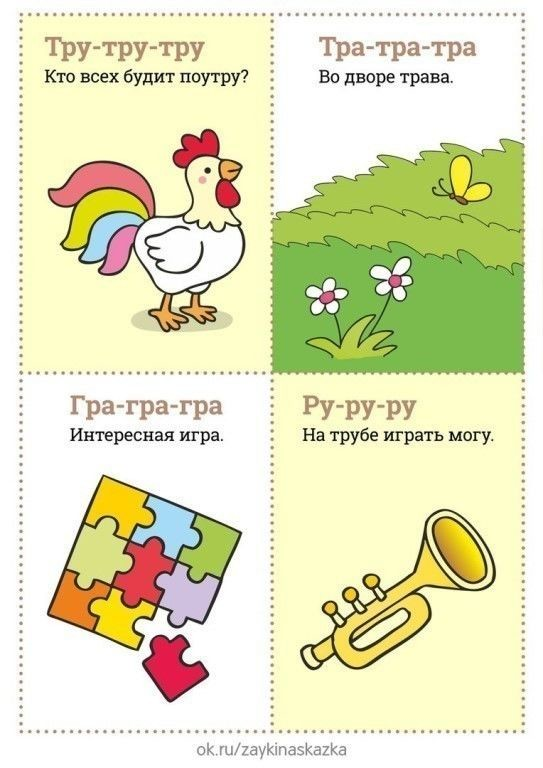 Тру-тру-тру
Кто всех будит поутру?
Тра-тра-тра
Во дворе трава.
Гра-гра-гра
Интересная игра.
Ру-ру-ру
На трубе играть могу.
ok.ru/zaykinaskazka